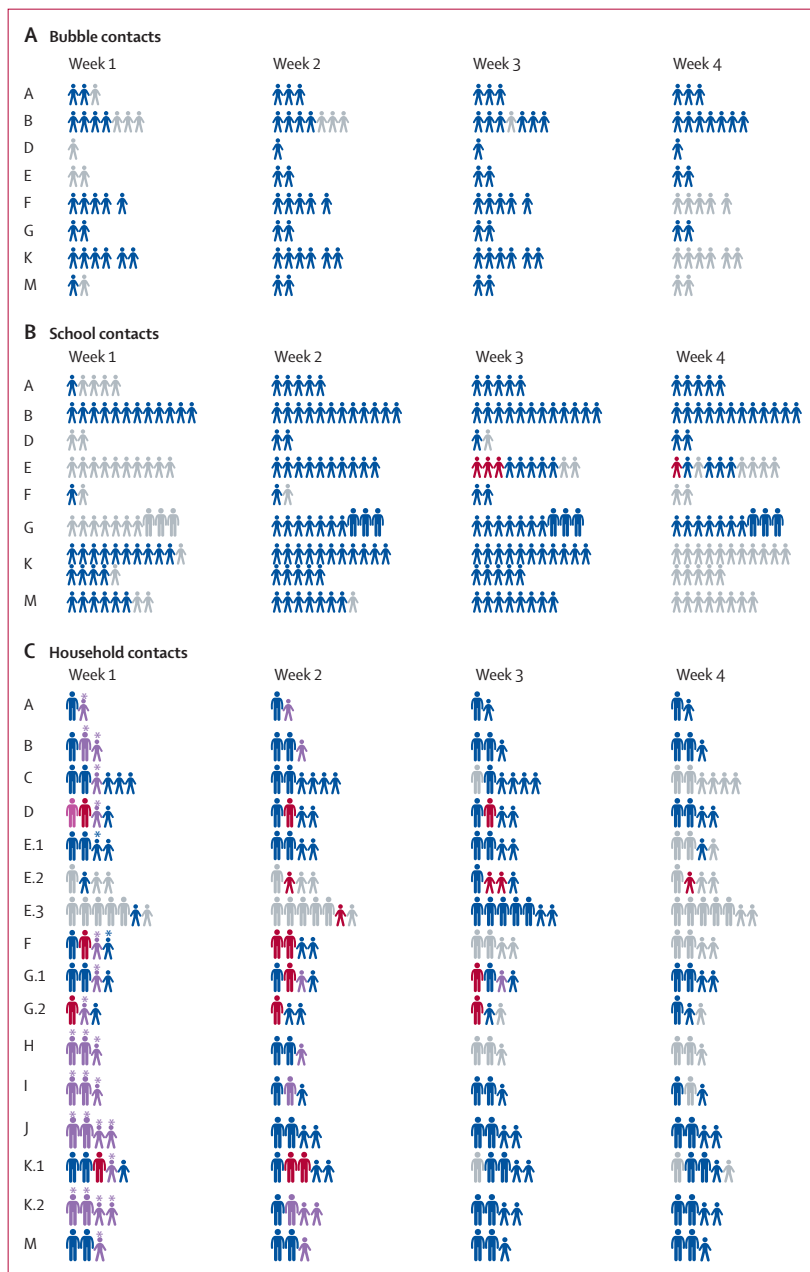 A Bubble contacts
Week 1 Week 2 Week 3 Week 4
A
B
D
E
F
G
K
M
B School contacts
Week 1 Week 2 Week 3 Week 4
A
B
D
E
F
G
K
M
C Household contacts
Week 1 Week 2 Week 3 Week 4
A
B
C
D
E.1
E.2
E.3
F
G.1
G.2
H
I
J
K.1
K.2
M